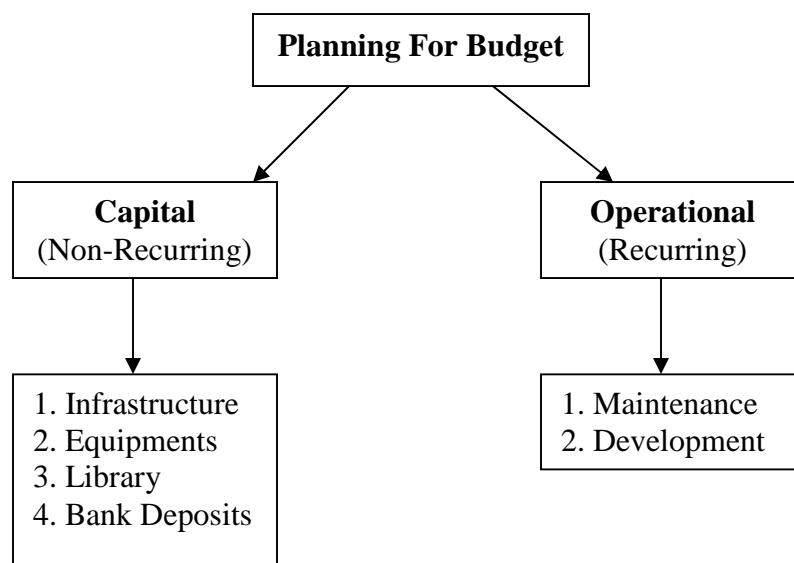 Planning For Budget
Capital
(Non-Recurring)
Operational
(Recurring)
1. Infrastructure
2. Equipments
3. Library
4. Bank Deposits
1. Maintenance
2. Development